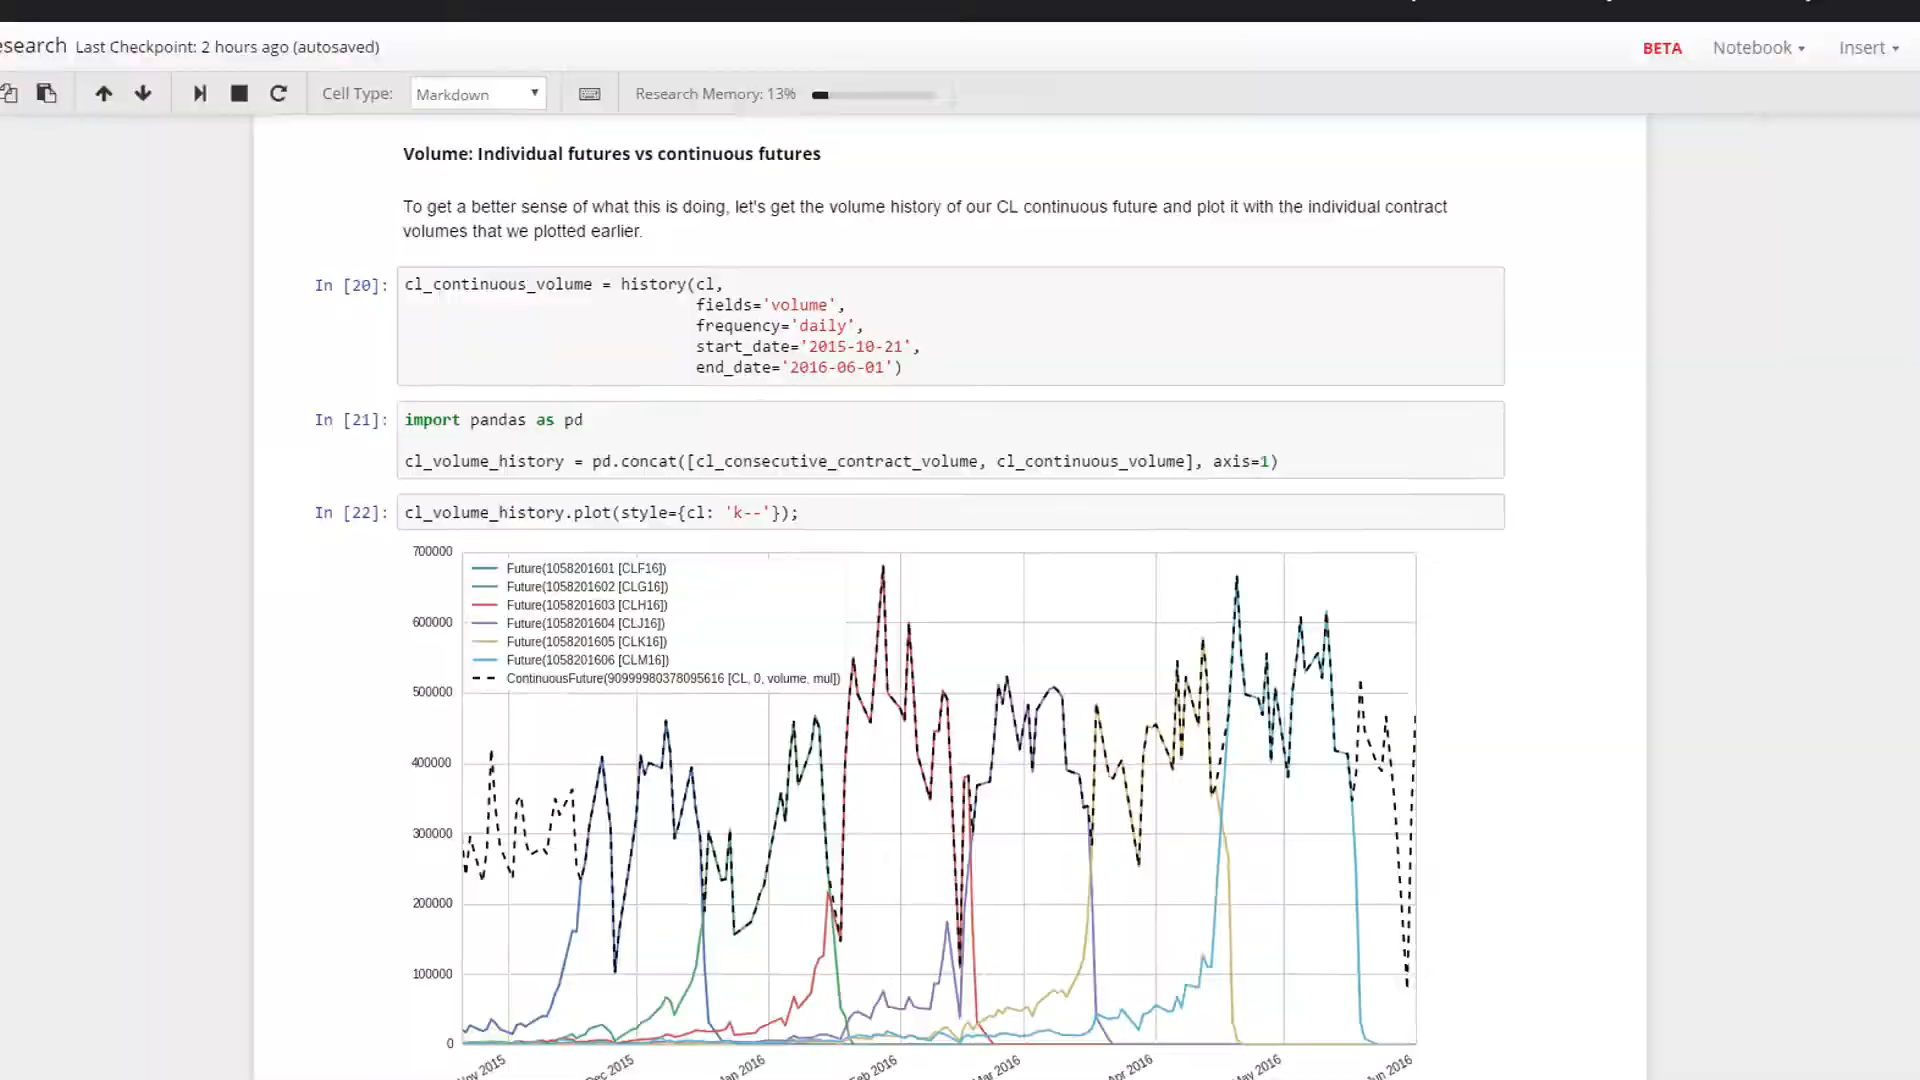 esearch Last Checkpoint: 2 hours ago (autosaved)
BETA Notebook Insert
Cell Type: Markdown Research Memory: 13%
Volume: Individual futures vs continuous futures
To get a better sense of what this is doing, let's get the volume history of our CL continuous future and plot it with the individual contract
volumes that we plotted earlier.
In [20]: cl_continuous_volume = history(cl,
fields='volume',
frequency='daily',
start_date='2015-10-21',
end_date='2016-06-01')
In [21]: import pandas as pd
cl_volume_history = pd.concat([cl_consecutive_contract_volume, cl_continuous_volume], axis=1)
In [22]: cl_volume_history.plot(style={cl: 'k--'});
700000
600000
500000
400000
300000
200000
100000
0
Future(1058201601 [CLF16])
Future(1058201602 [CLG16])
Future(1058201603 [CLH16])
Future(1058201604 [CLJ16])
Future(1058201605 [CLK16])
Future(1058201606 [CLM16])
ContinuousFuture(90999980378095616 [CL, 0, volume, mul])
ov 2015
Dec 2015
an 2016
eb 2016
Mar 2016
Apr 2016
May 2016
Jun 2016